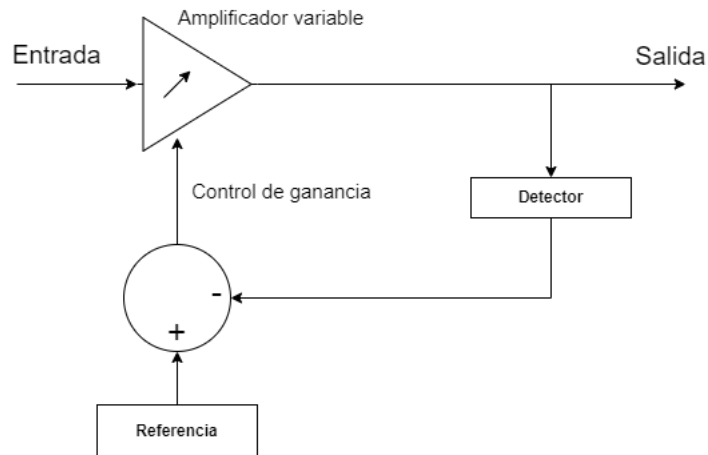 Amplificador variable
Entrada
Salida
Detector
Control de ganancia
-
+
Referencia